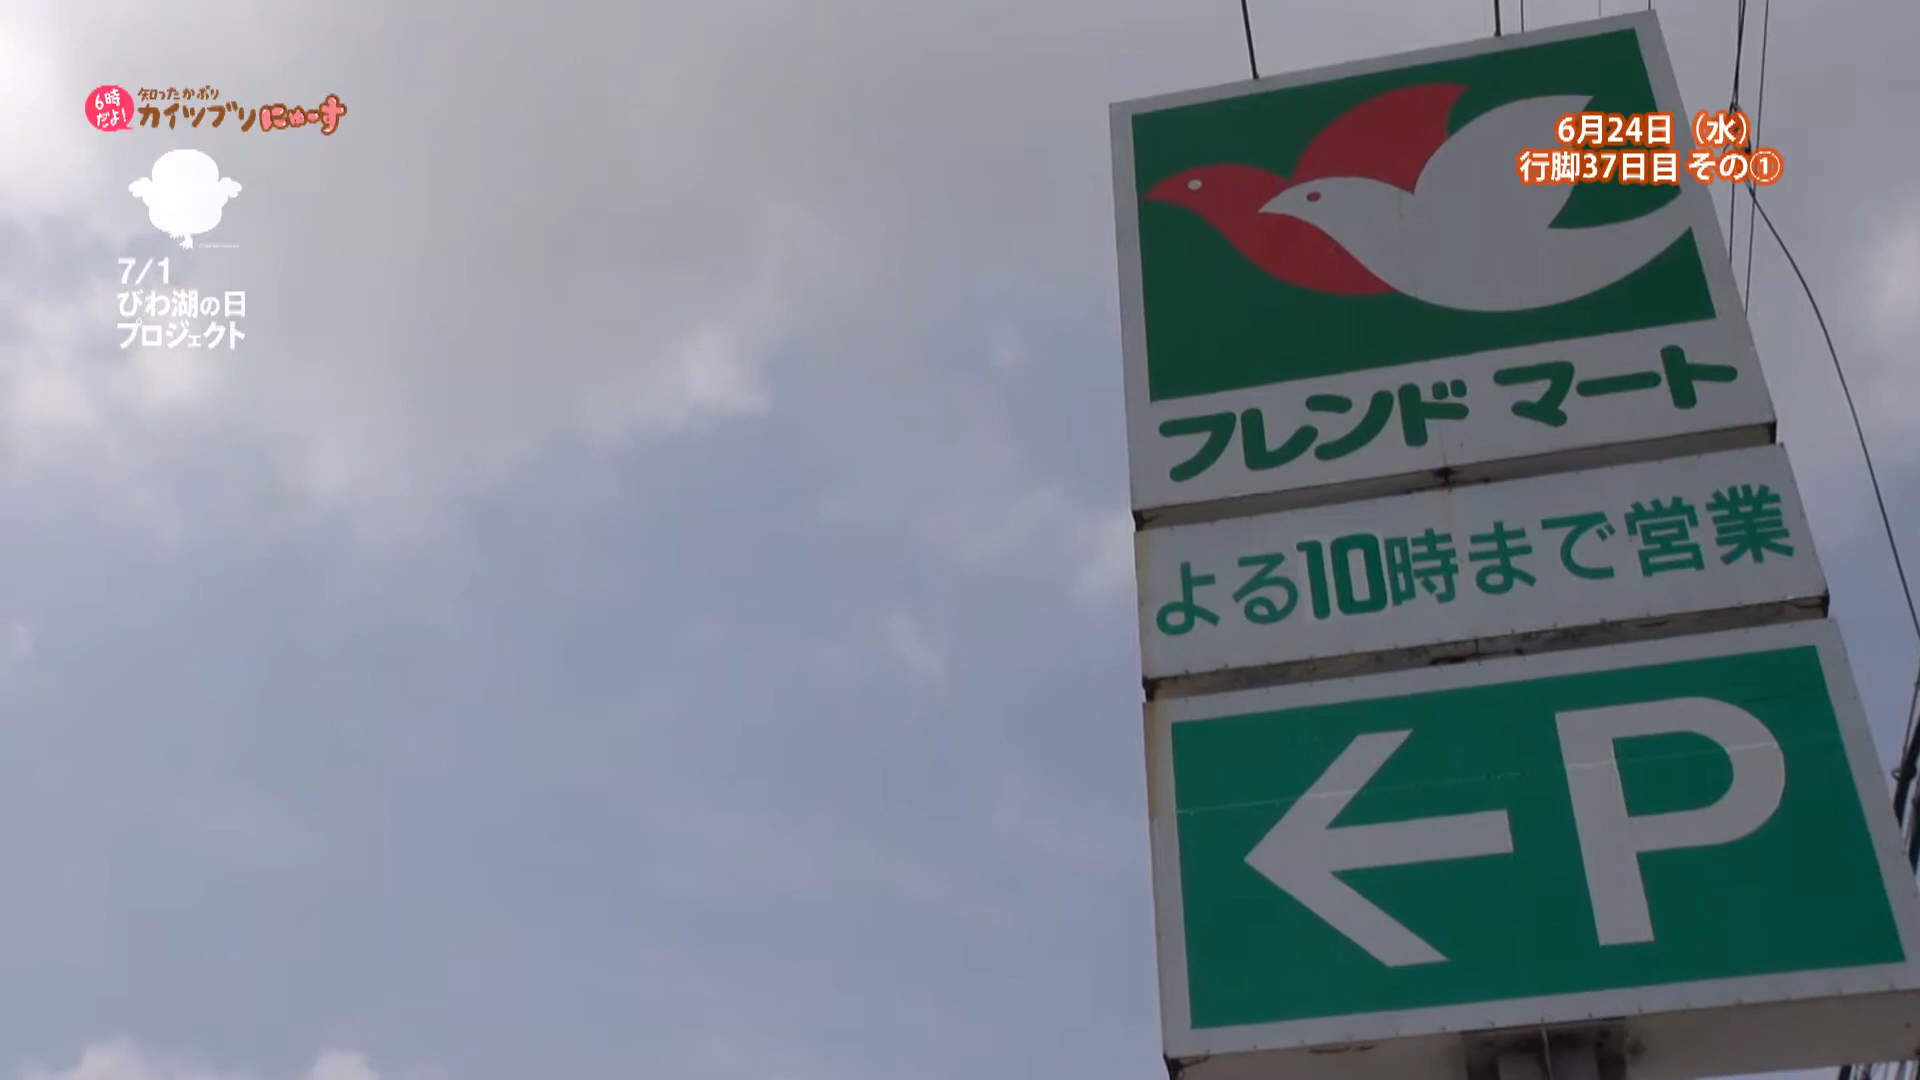 6時だよ!
知ったかぶり
カイツブリにゅーす
7/1
びわ湖の日
プロジェクト
6月24日（水）
行脚37日目 その①
フレンドマート
よる10時まで営業
←P